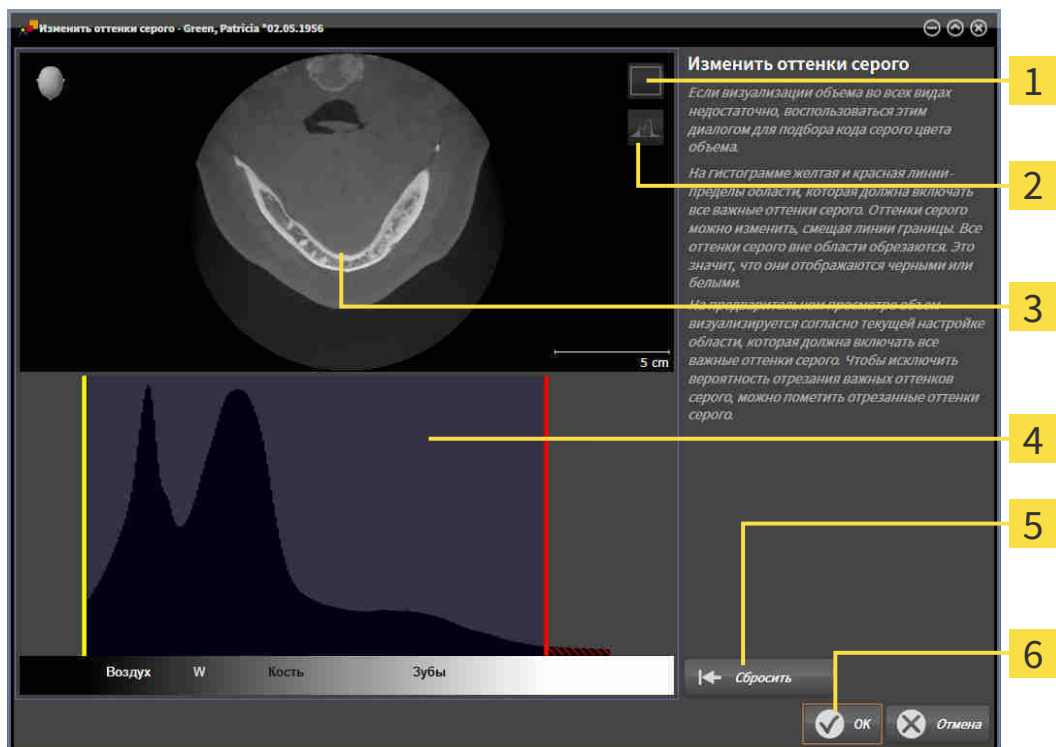 Изменить оттенки серого - Green, Patricia *02.05.1956
5 cm
Воздух W Кость Зубы
Изменить оттенки серого
Если визуализации объема во всех видах
недостаточно, воспользоваться этим
диалогом для подбора кода серого цвета
объема.
На гистограмме желтая и красная линии-
пределы области, которая должна включать
все важные оттенки серого. Оттенки серого
можно изменить, смещая линии границы. Все
оттенки серого вне области обрезаются. Это
значит, что они отображаются черными или
белыми.
На предварительном просмотре объем
визуализируется согласно текущей настройке
области, которая должна включать все
важные оттенки серого. Чтобы исключить
вероятность отрезания важных оттенков
серого, можно пометить отрезанные оттенки
серого.
Сбросить
OK
Отмена
1
2
3
4
5
6